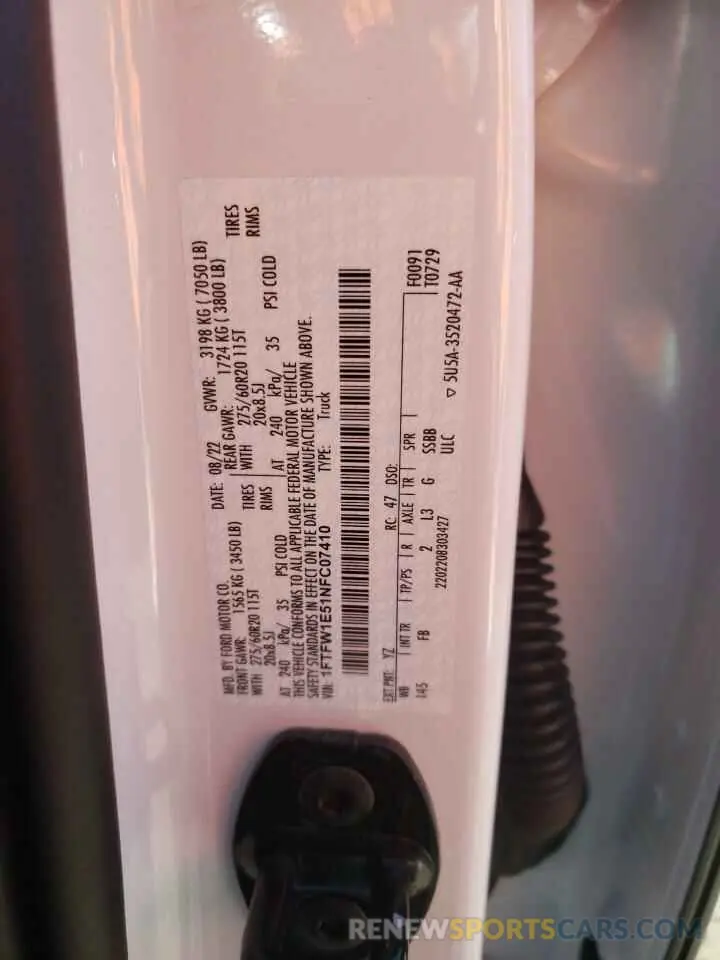 MFD. BY FORD MOTOR CO.
DATE: 08/22 GVWR: 3198 KG ( 7050 LB)
FRONT GAWR: 1565 KG ( 3450 LB)
REAR GAWR: 1724 KG ( 3800 LB)
WITH 275/60R20 115T TIRES
WITH 275/60R20 115T TIRES
20x8.5J RIMS
20x8.5J RIMS
AT 240 kPa/ 35 PSI COLD
AT 240 kPa/ 35 PSI COLD
THIS VEHICLE CONFORMS TO ALL APPLICABLE FEDERAL MOTOR VEHICLE
SAFETY STANDARDS IN EFFECT ON THE DATE OF MANUFACTURE SHOWN ABOVE.
VIN: 1FTFW1E51NFC07410 TYPE: Truck
EXT PNT: YZ RC: 47 DSO: F0091
WB INT TR TP/PS R AXLE TR SPR T0729
145 FB 2 L3 G SSBB ▽ 5U5A-3520472-AA
2202208303427 ULC
RENEWSPORTSCARS.COM